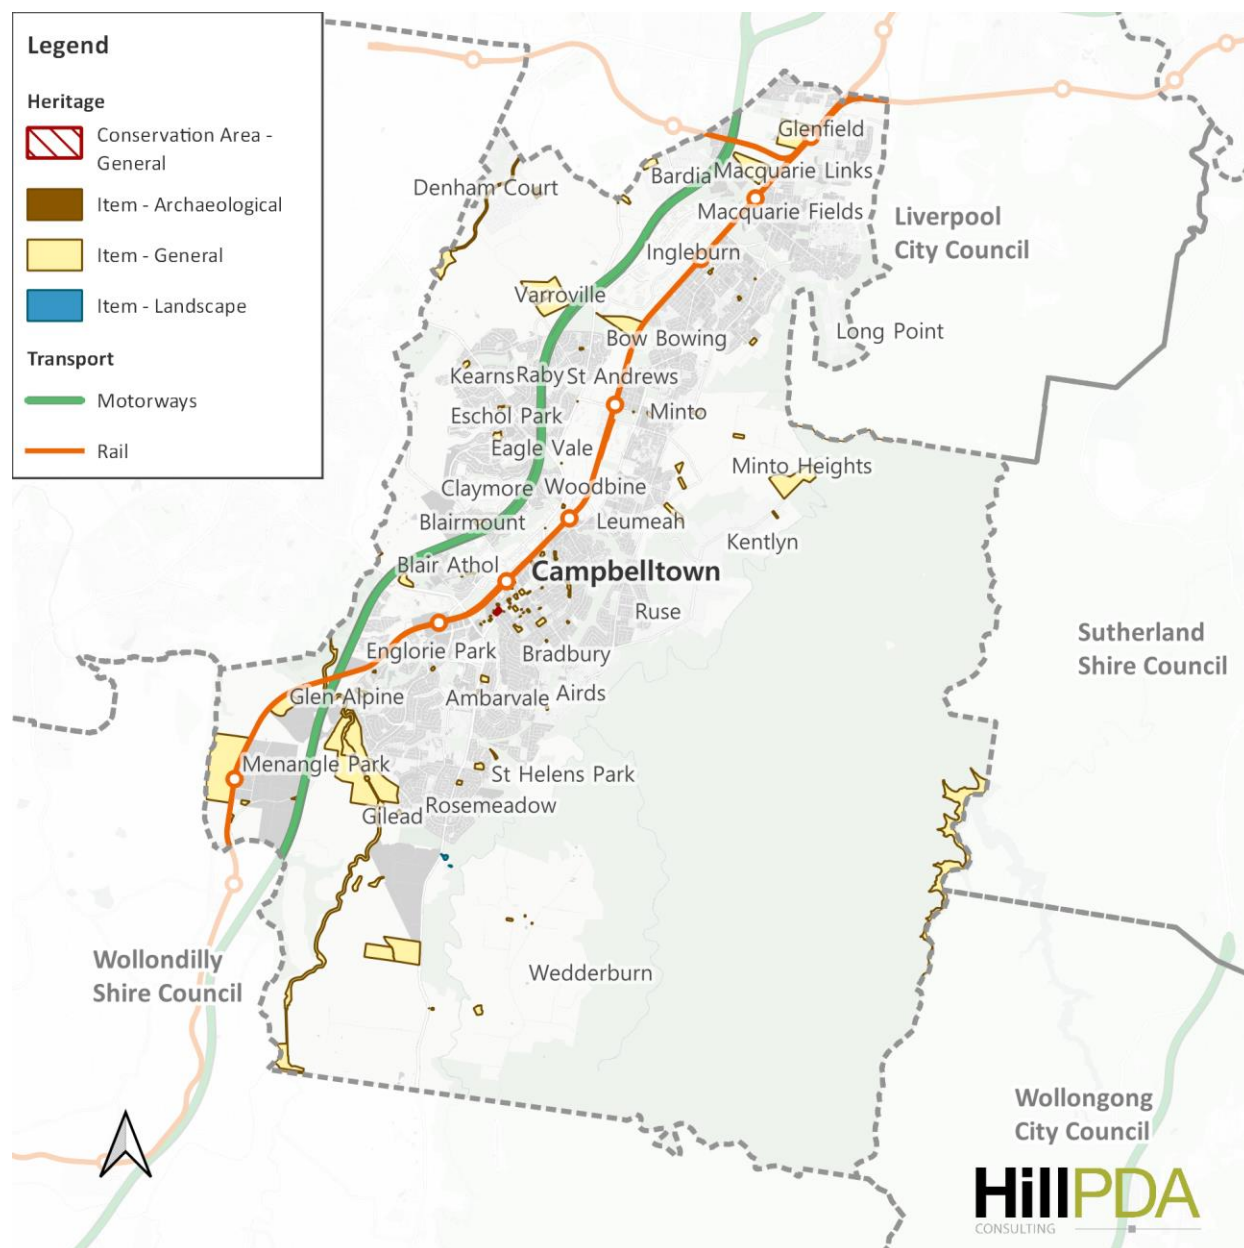 Legend
Heritage
Conservation Area -
General
Item - Archaeological
Item - General
Item - Landscape
Transport
Motorways
Rail
Glenfield
Bardia
Macquarie Links
Denham Court
Macquarie Fields
Liverpool
City Council
Ingleburn
Varroville
Long Point
Bow Bowing
Kearns
Raby
St Andrews
Eschol Park
Minto
Eagle Vale
Minto Heights
Claymore
Woodbine
Blairmount
Leumeah
Kentlyn
Blair Athol
Campbelltown
Ruse
Sutherland
Shire Council
Englorie Park
Bradbury
Glen Alpine
Ambarvale
Airds
Menangle Park
St Helens Park
Gilead
Rosemeadow
Wollondilly
Shire Council
Wedderburn
Wollongong
City Council
HillPDA
CONSULTING